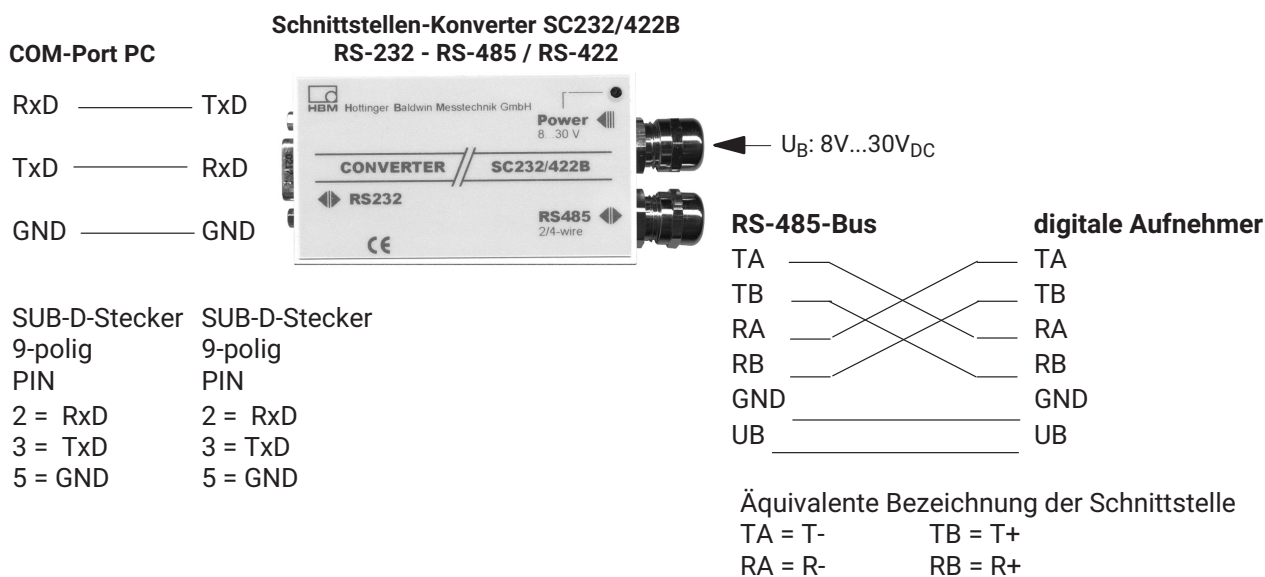 Schnittstellen-Konverter SC232/422B
RS-232 - RS-485 / RS-422
COM-Port PC
RxD TxD
TxD RxD
GND GND
HBM Hottinger Baldwin Messtechnik GmbH
Power
8...30 V
CONVERTER SC232/422B
RS232
RS485
2/4-wire
CE
U_B: 8V...30V_DC
SUB-D-Stecker SUB-D-Stecker
9-polig 9-polig
PIN PIN
2 = RxD 2 = RxD
3 = TxD 3 = TxD
5 = GND 5 = GND
RS-485-Bus digitale Aufnehmer
TA TA
TB TB
RA RA
RB RB
GND GND
UB UB
Äquivalente Bezeichnung der Schnittstelle
TA = T- TB = T+
RA = R- RB = R+